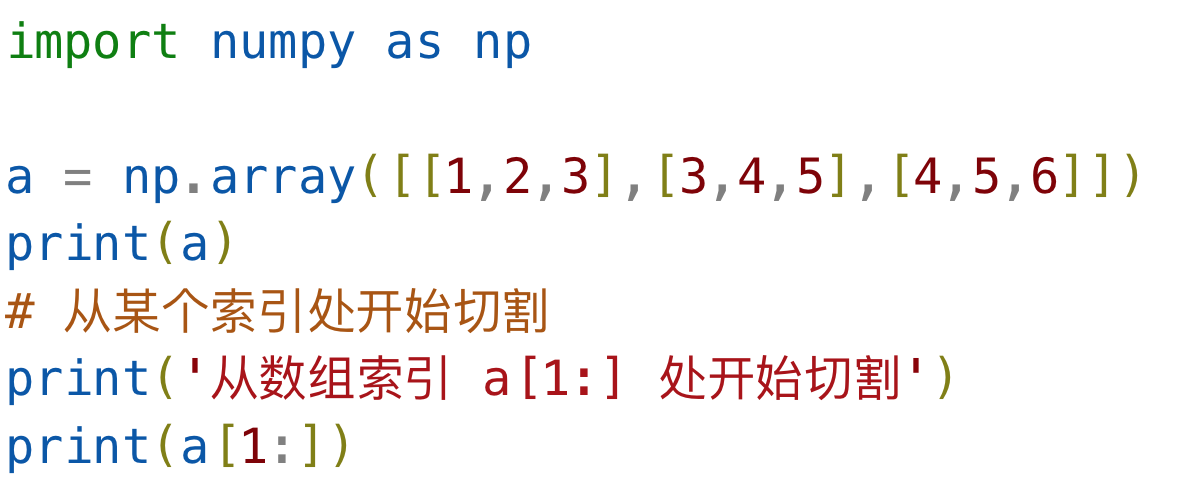 import numpy as np
a = np.array([[1,2,3],[3,4,5],[4,5,6]])
print(a)
# 从某个索引处开始切割
print('从数组索引 a[1:] 处开始切割')
print(a[1:])